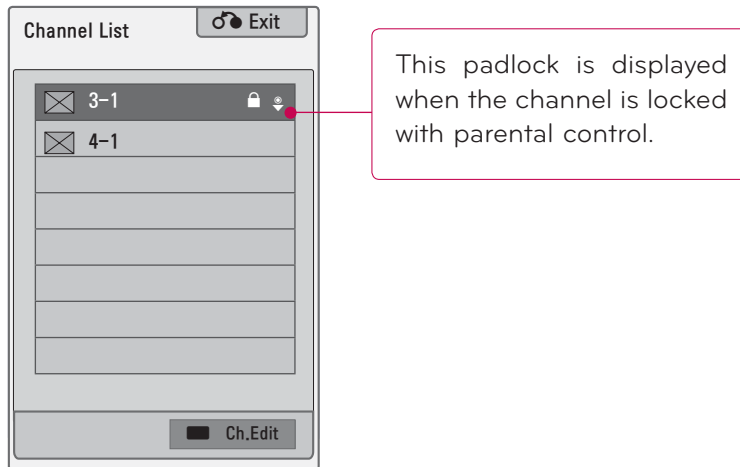 Channel List
Exit
3-1
4-1
Ch.Edit
This padlock is displayed
when the channel is locked
with parental control.